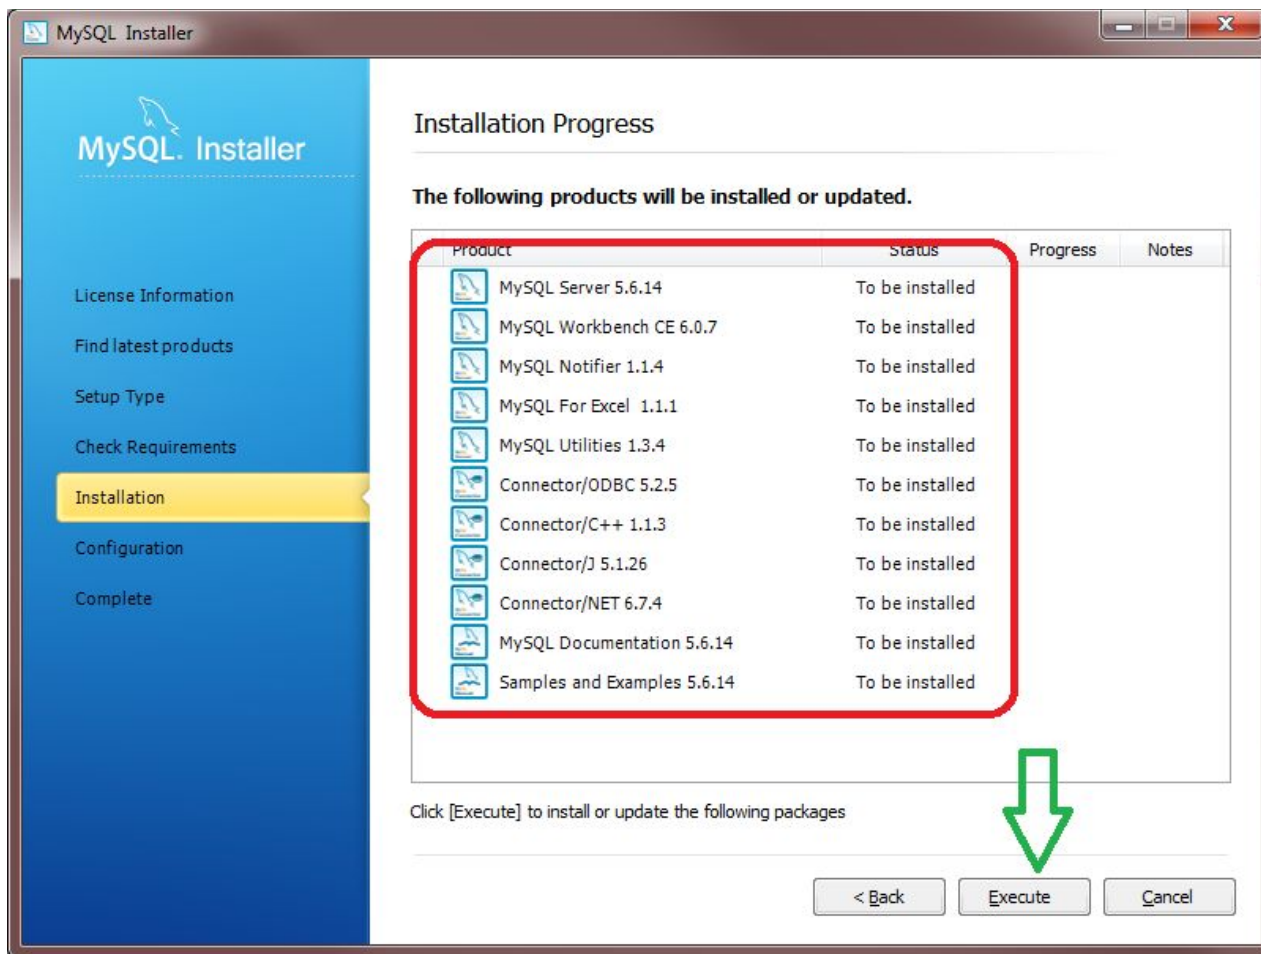 MySQL Installer
MySQL. Installer
License Information
Find latest products
Setup Type
Check Requirements
Installation
Configuration
Complete
Installation Progress
The following products will be installed or updated.
Product Status Progress Notes
MySQL Server 5.6.14 To be installed
MySQL Workbench CE 6.0.7 To be installed
MySQL Notifier 1.1.4 To be installed
MySQL For Excel 1.1.1 To be installed
MySQL Utilities 1.3.4 To be installed
Connector/ODBC 5.2.5 To be installed
Connector/C++ 1.1.3 To be installed
Connector/J 5.1.26 To be installed
Connector/NET 6.7.4 To be installed
MySQL Documentation 5.6.14 To be installed
Samples and Examples 5.6.14 To be installed
Click [Execute] to install or update the following packages
< Back Execute Cancel